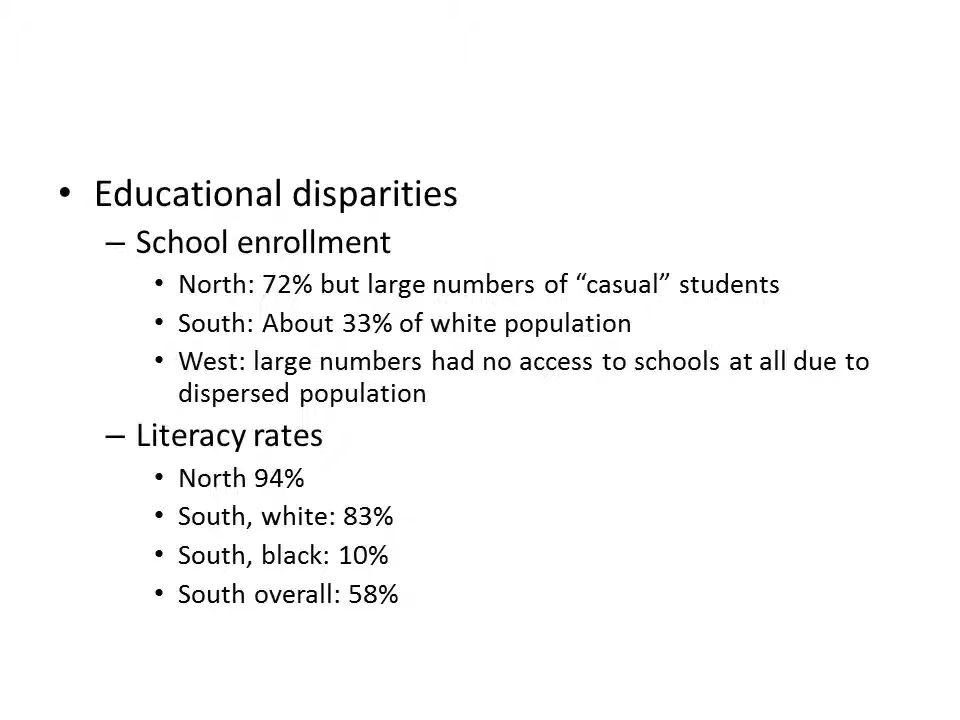 • Educational disparities
– School enrollment
• North: 72% but large numbers of “casual” students
• South: About 33% of white population
• West: large numbers had no access to schools at all due to
dispersed population
– Literacy rates
• North 94%
• South, white: 83%
• South, black: 10%
• South overall: 58%